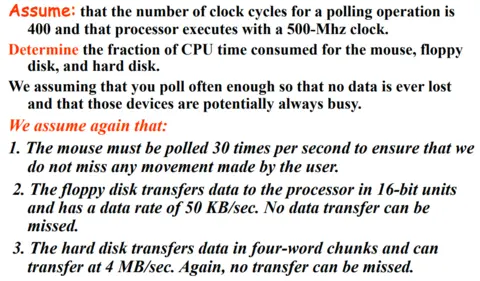 Assume: that the number of clock cycles for a polling operation is
400 and that processor executes with a 500-Mhz clock.
Determine the fraction of CPU time consumed for the mouse, floppy
disk, and hard disk.
We assuming that you poll often enough so that no data is ever lost
and that those devices are potentially always busy.
We assume again that:
1. The mouse must be polled 30 times per second to ensure that we
do not miss any movement made by the user.
2. The floppy disk transfers data to the processor in 16-bit units
and has a data rate of 50 KB/sec. No data transfer can be
missed.
3. The hard disk transfers data in four-word chunks and can
transfer at 4 MB/sec. Again, no transfer can be missed.